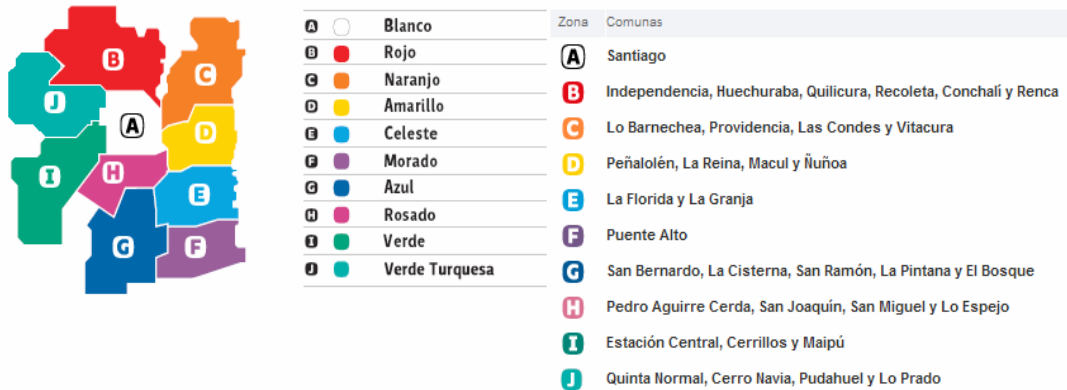 B
C
J
A
D
H
I
E
G
F
A Blanco
B Rojo
C Naranjo
D Amarillo
E Celeste
F Morado
G Azul
H Rosado
I Verde
J Verde Turquesa
Zona Comunas
A Santiago
B Independencia, Huechuraba, Quilicura, Recoleta, Conchalí y Renca
C Lo Barnechea, Providencia, Las Condes y Vitacura
D Peñalolén, La Reina, Macul y Ñuñoa
E La Florida y La Granja
F Puente Alto
G San Bernardo, La Cisterna, San Ramón, La Pintana y El Bosque
H Pedro Aguirre Cerda, San Joaquín, San Miguel y Lo Espejo
I Estación Central, Cerrillos y Maipú
J Quinta Normal, Cerro Navia, Pudahuel y Lo Prado